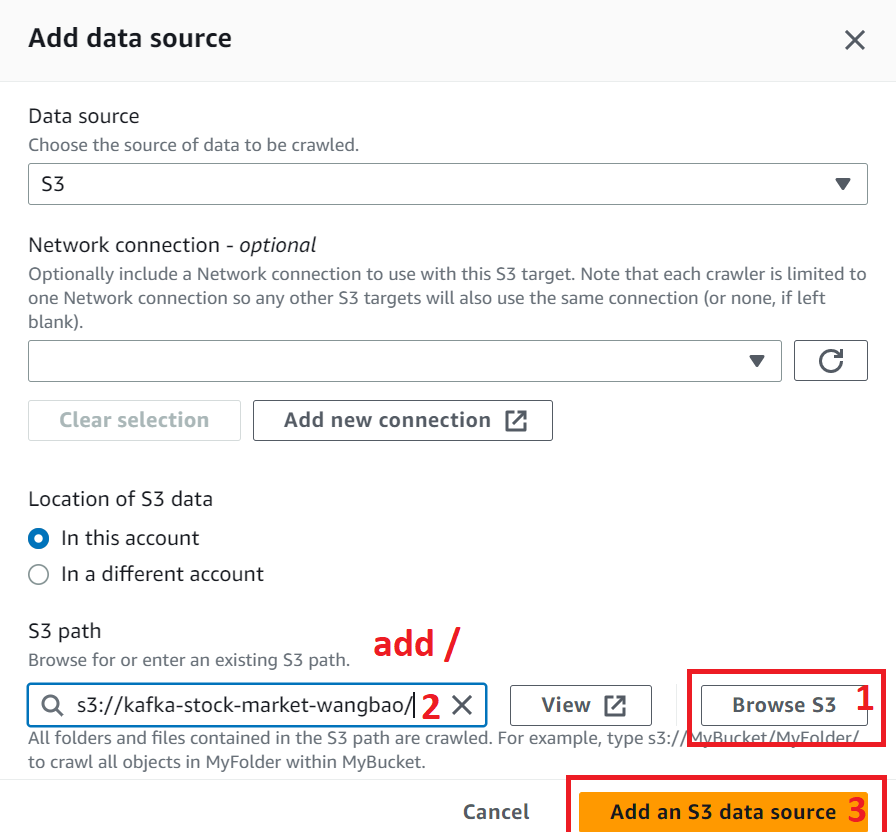 Add data source
Data source
Choose the source of data to be crawled.
S3
Network connection - optional
Optionally include a Network connection to use with this S3 target. Note that each crawler is limited to
one Network connection so any other S3 targets will also use the same connection (or none, if left
blank).
Clear selection
Add new connection
Location of S3 data
In this account
In a different account
S3 path
add /
Browse for or enter an existing S3 path.
s3://kafka-stock-market-wangbao/ 2
View
Browse S3 1
All folders and files contained in the S3 path are crawled. For example, type s3://MyBucket/MyFolder/
to crawl all objects in MyFolder within MyBucket.
Cancel
Add an S3 data source 3